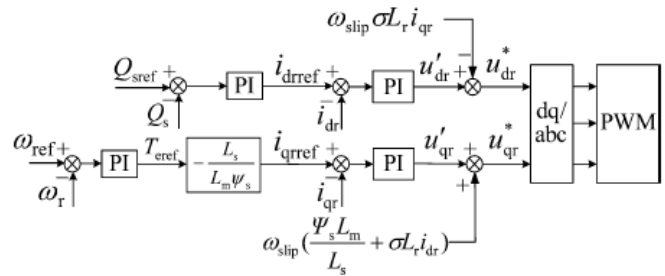 ω_slip σL_r i_qr
Q_sref + − Q_s PI i_drref + − i_dr PI u′_dr + − u*_dr dq/abc PWM
ω_ref + − ω_r PI T_eref −L_s/(L_m ψ_s) i_qrref + − i_qr PI u′_qr + + u*_qr
ω_slip(Ψ_s L_m/L_s + σL_r i_dr)